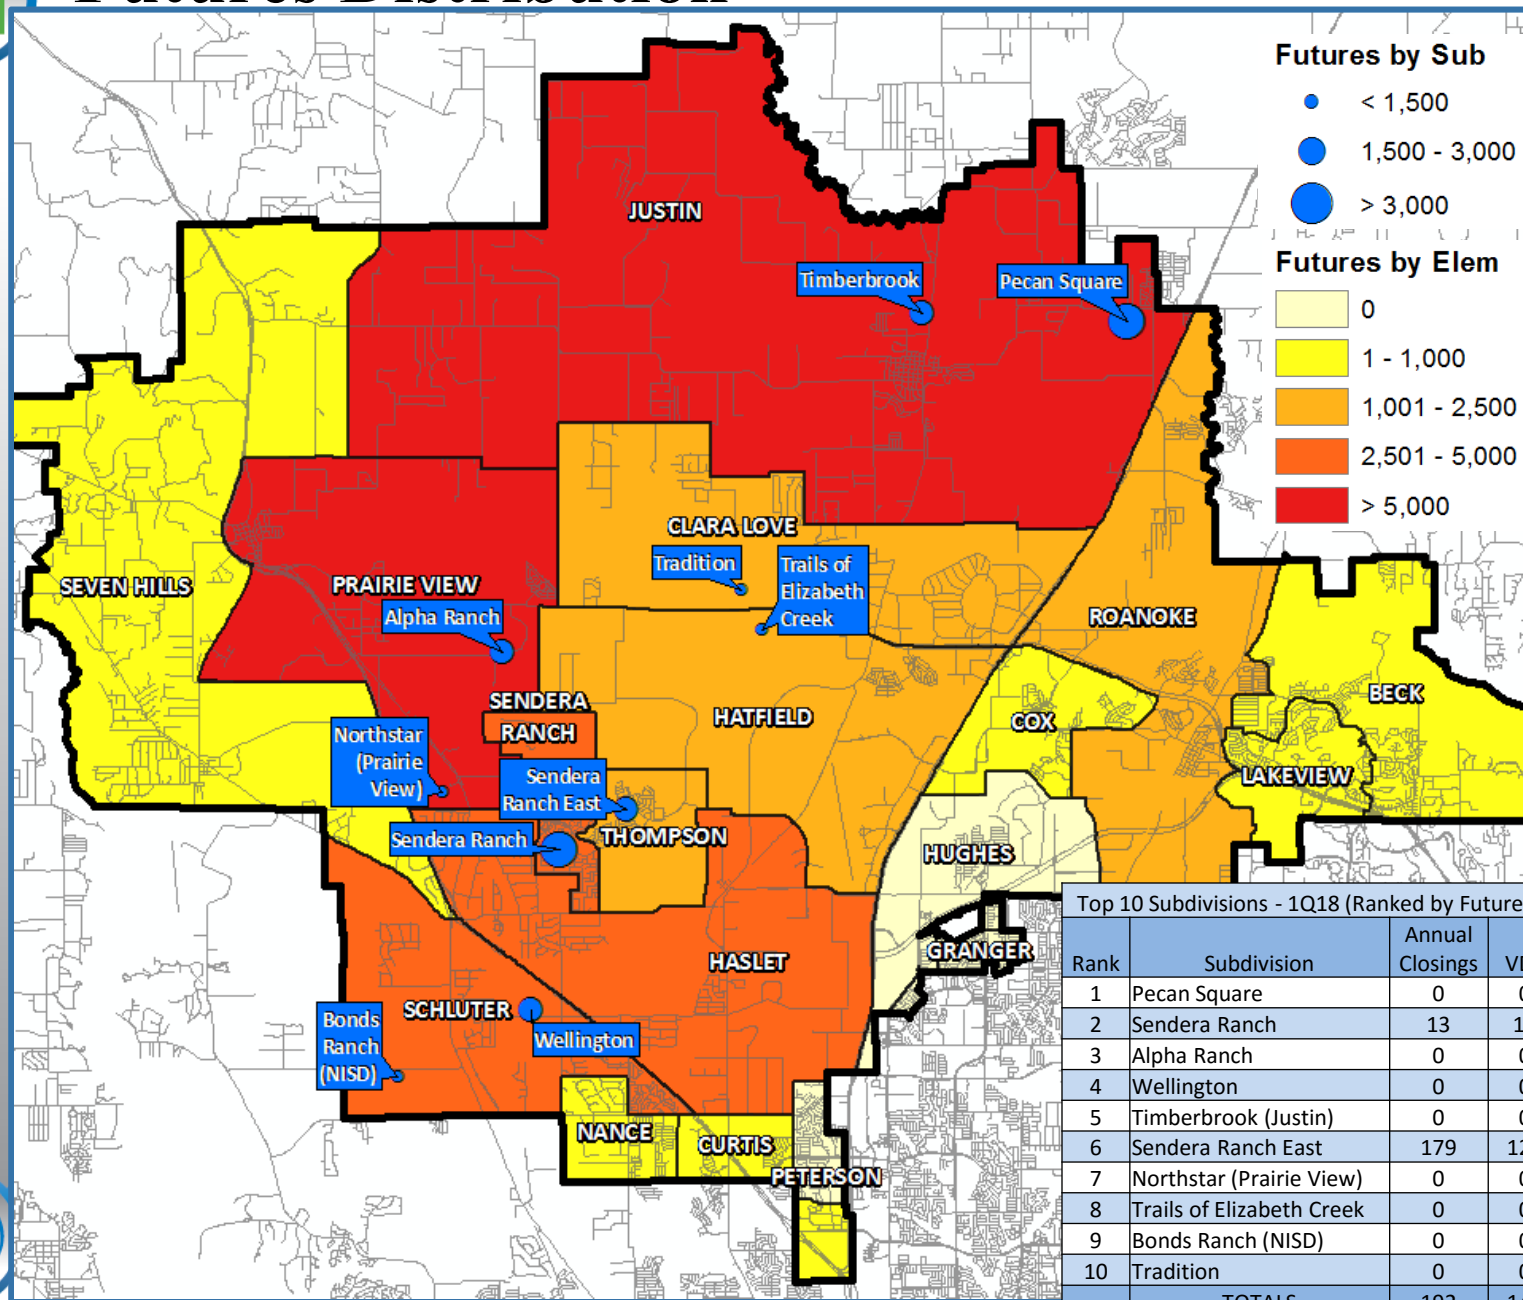 Futures Distribution
Futures by Sub
< 1,500
1,500 - 3,000
> 3,000
Futures by Elem
0
1 - 1,000
1,001 - 2,500
2,501 - 5,000
> 5,000
JUSTIN
Timberbrook
Pecan Square
CLARA LOVE
Tradition
Trails of
Elizabeth
Creek
SEVEN HILLS
PRAIRIE VIEW
Alpha Ranch
ROANOKE
SENDERA
RANCH
HATFIELD
COX
BECK
LAKEVIEW
Northstar
(Prairie
View)
Sendera
Ranch East
Sendera Ranch
THOMPSON
HUGHES
GRANGER
HASLET
SCHLUTER
Wellington
Bonds
Ranch
(NISD)
NANCE
CURTIS
PETERSON
Top 10 Subdivisions - 1Q18 (Ranked by Future
Rank Subdivision Annual Closings
1 Pecan Square 0
2 Sendera Ranch 13
3 Alpha Ranch 0
4 Wellington 0
5 Timberbrook (Justin) 0
6 Sendera Ranch East 179
7 Northstar (Prairie View) 0
8 Trails of Elizabeth Creek 0
9 Bonds Ranch (NISD) 0
10 Tradition 0
TOTALS 192